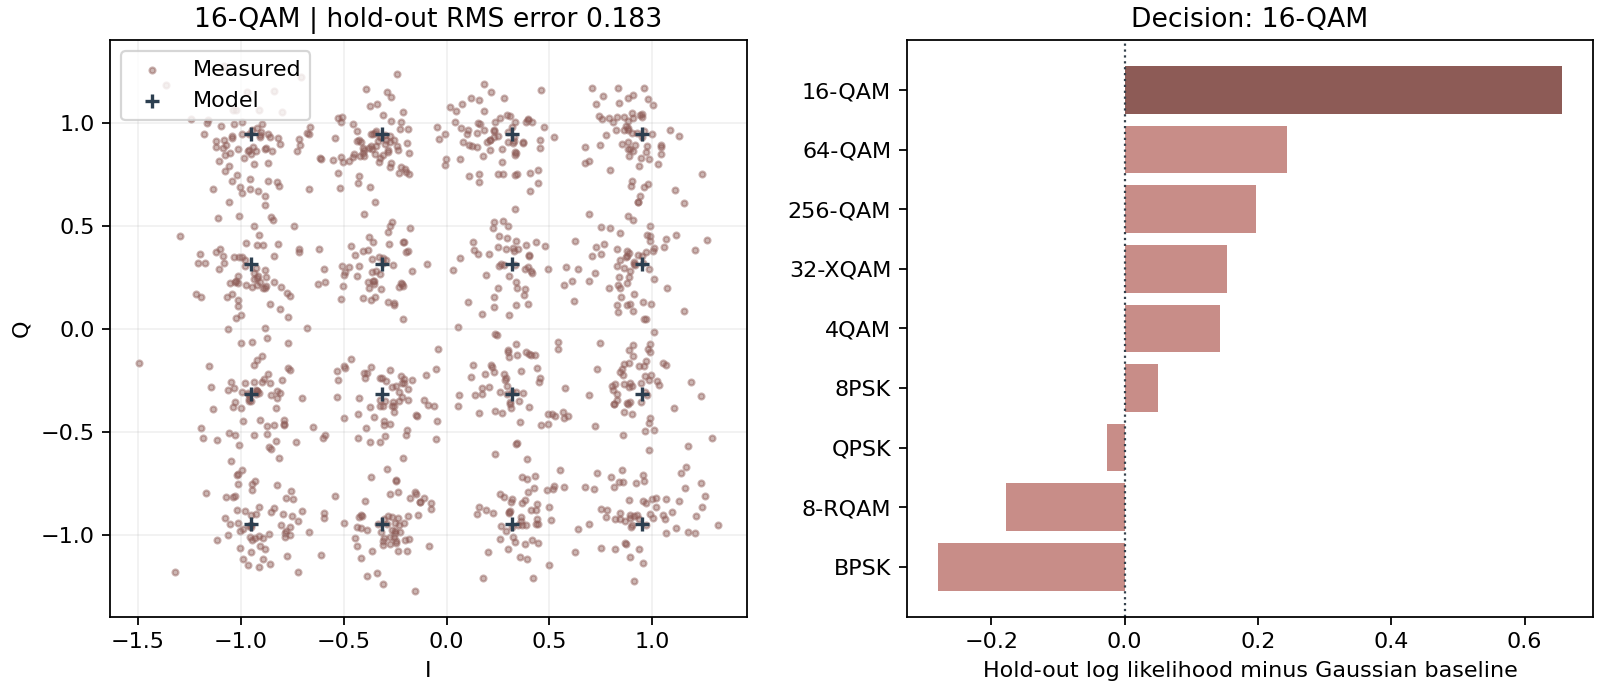 16-QAM | hold-out RMS error 0.183
Measured
Model
Q
1.0
0.5
0.0
−0.5
−1.0
−1.5
−1.0
−0.5
0.0
0.5
1.0
I
Decision: 16-QAM
16-QAM
64-QAM
256-QAM
32-XQAM
4QAM
8PSK
QPSK
8-RQAM
BPSK
−0.2
0.0
0.2
0.4
0.6
Hold-out log likelihood minus Gaussian baseline